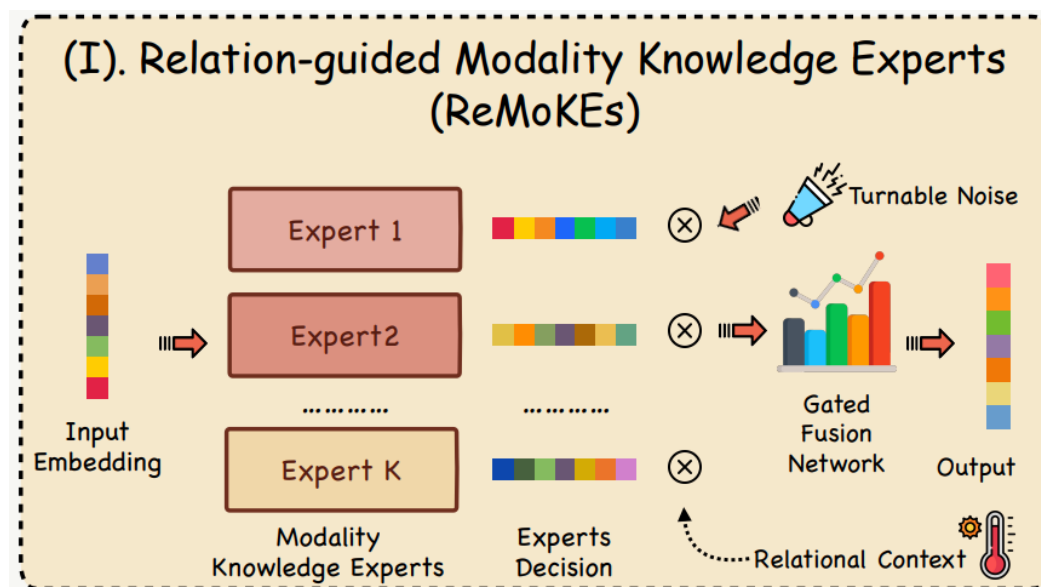 (I). Relation-guided Modality Knowledge Experts
(ReMoKEs)
Turnable Noise
Expert 1
Expert2
…………
…………
Expert K
Input
Embedding
Modality
Knowledge Experts
Experts
Decision
Gated
Fusion
Network
Output
Relational Context